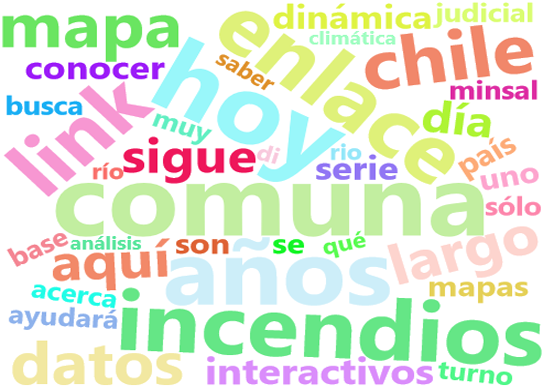 mapa
dinámica
judicial
climática
enlace
chile
conocer
hoy
saber
minsal
busca
link
muy
día
río
sigue
di
rio
serie
país
uno
comuna
sólo
base
análisis
son
se
qué
largo
aquí
años
acerca
mapas
ayudará
incendios
datos
interactivos
turno